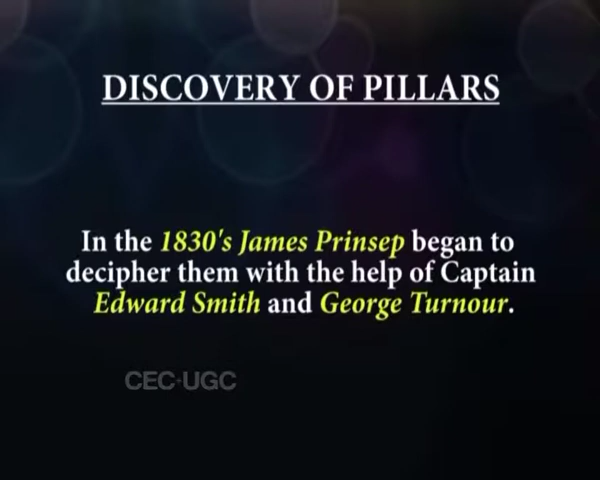 DISCOVERY OF PILLARS
In the 1830's James Prinsep began to
decipher them with the help of Captain
Edward Smith and George Turnour.
CEC-UGC